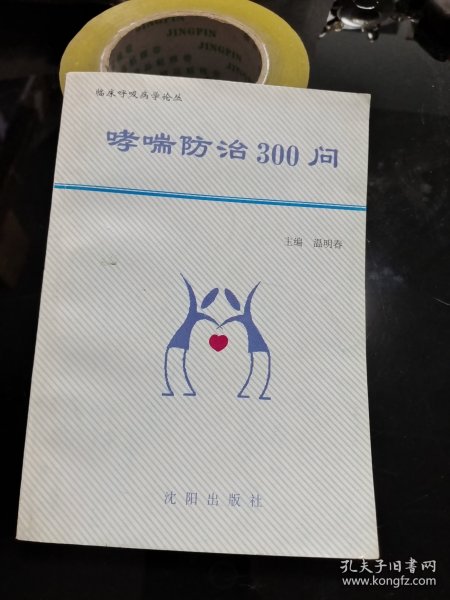 JINGPIN
JINGPIN
临床呼吸病学论丛
哮喘防治300问
主编 温明春
沈阳出版社
孔夫子旧书网
www.kongfz.com